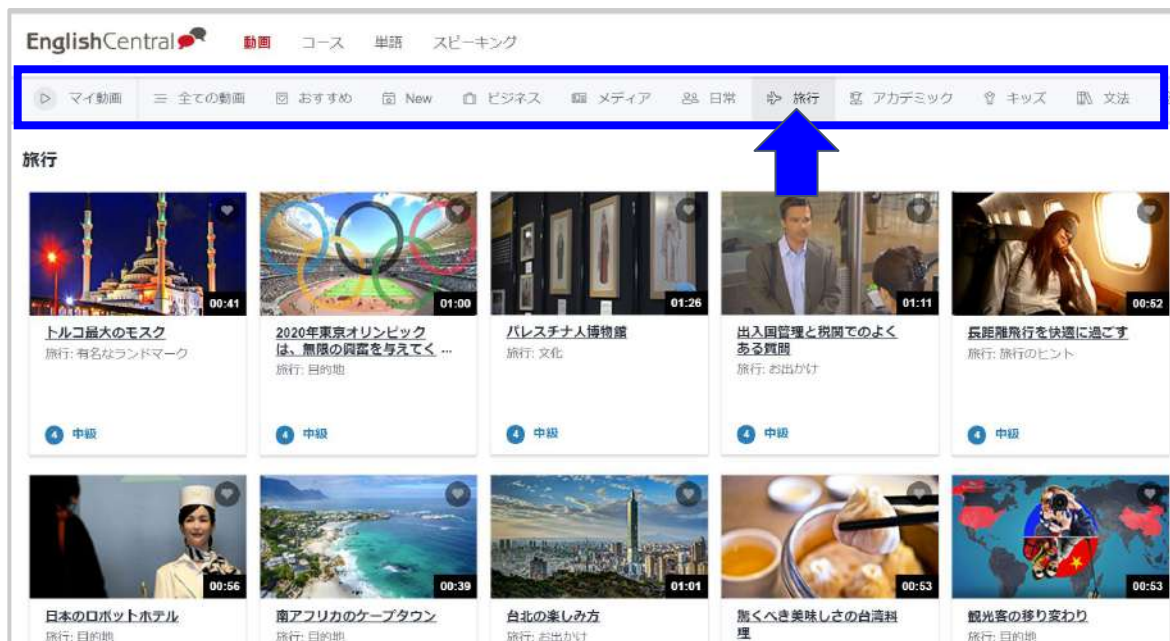 EnglishCentral 動画 コース 単語 スピーキング
マイ動画 全ての動画 おすすめ New ビジネス メディア 日常 旅行 アカデミック キッズ 文法
旅行
00:41 01:00 01:26 01:11 00:52
トルコ最大のモスク
旅行: 有名なランドマーク
4 中級
2020年東京オリンピック
は、無限の興奮を与えてく ...
旅行: 目的地
4 中級
パレスチナ人博物館
旅行: 文化
4 中級
出入国管理と税関でのよく
ある質問
旅行: お出かけ
4 中級
長距離飛行を快適に過ごす
旅行: 旅行のヒント
4 中級
00:56 00:39 01:01 00:53 00:53
日本のロボットホテル
旅行: 目的地
南アフリカのケープタウン
旅行: 目的地
台北の楽しみ方
旅行: お出かけ
驚くべき美味しさの台湾料
理
観光客の移り変わり
旅行: 目的地